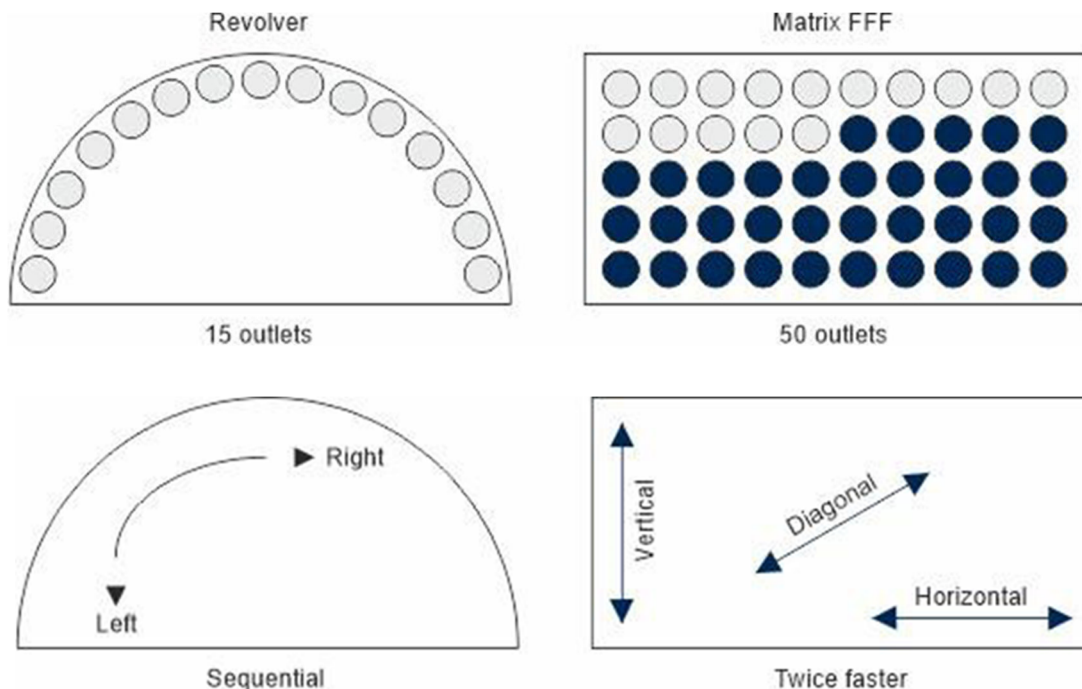 Revolver
Matrix FFF
15 outlets
50 outlets
Right
Left
Sequential
Vertical
Diagonal
Horizontal
Twice faster